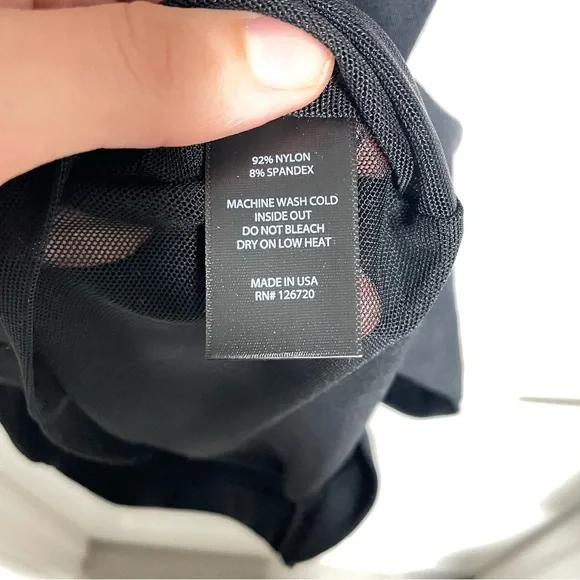 92% NYLON
8% SPANDEX
MACHINE WASH COLD
INSIDE OUT
DO NOT BLEACH
DRY ON LOW HEAT
MADE IN USA
RN# 126720